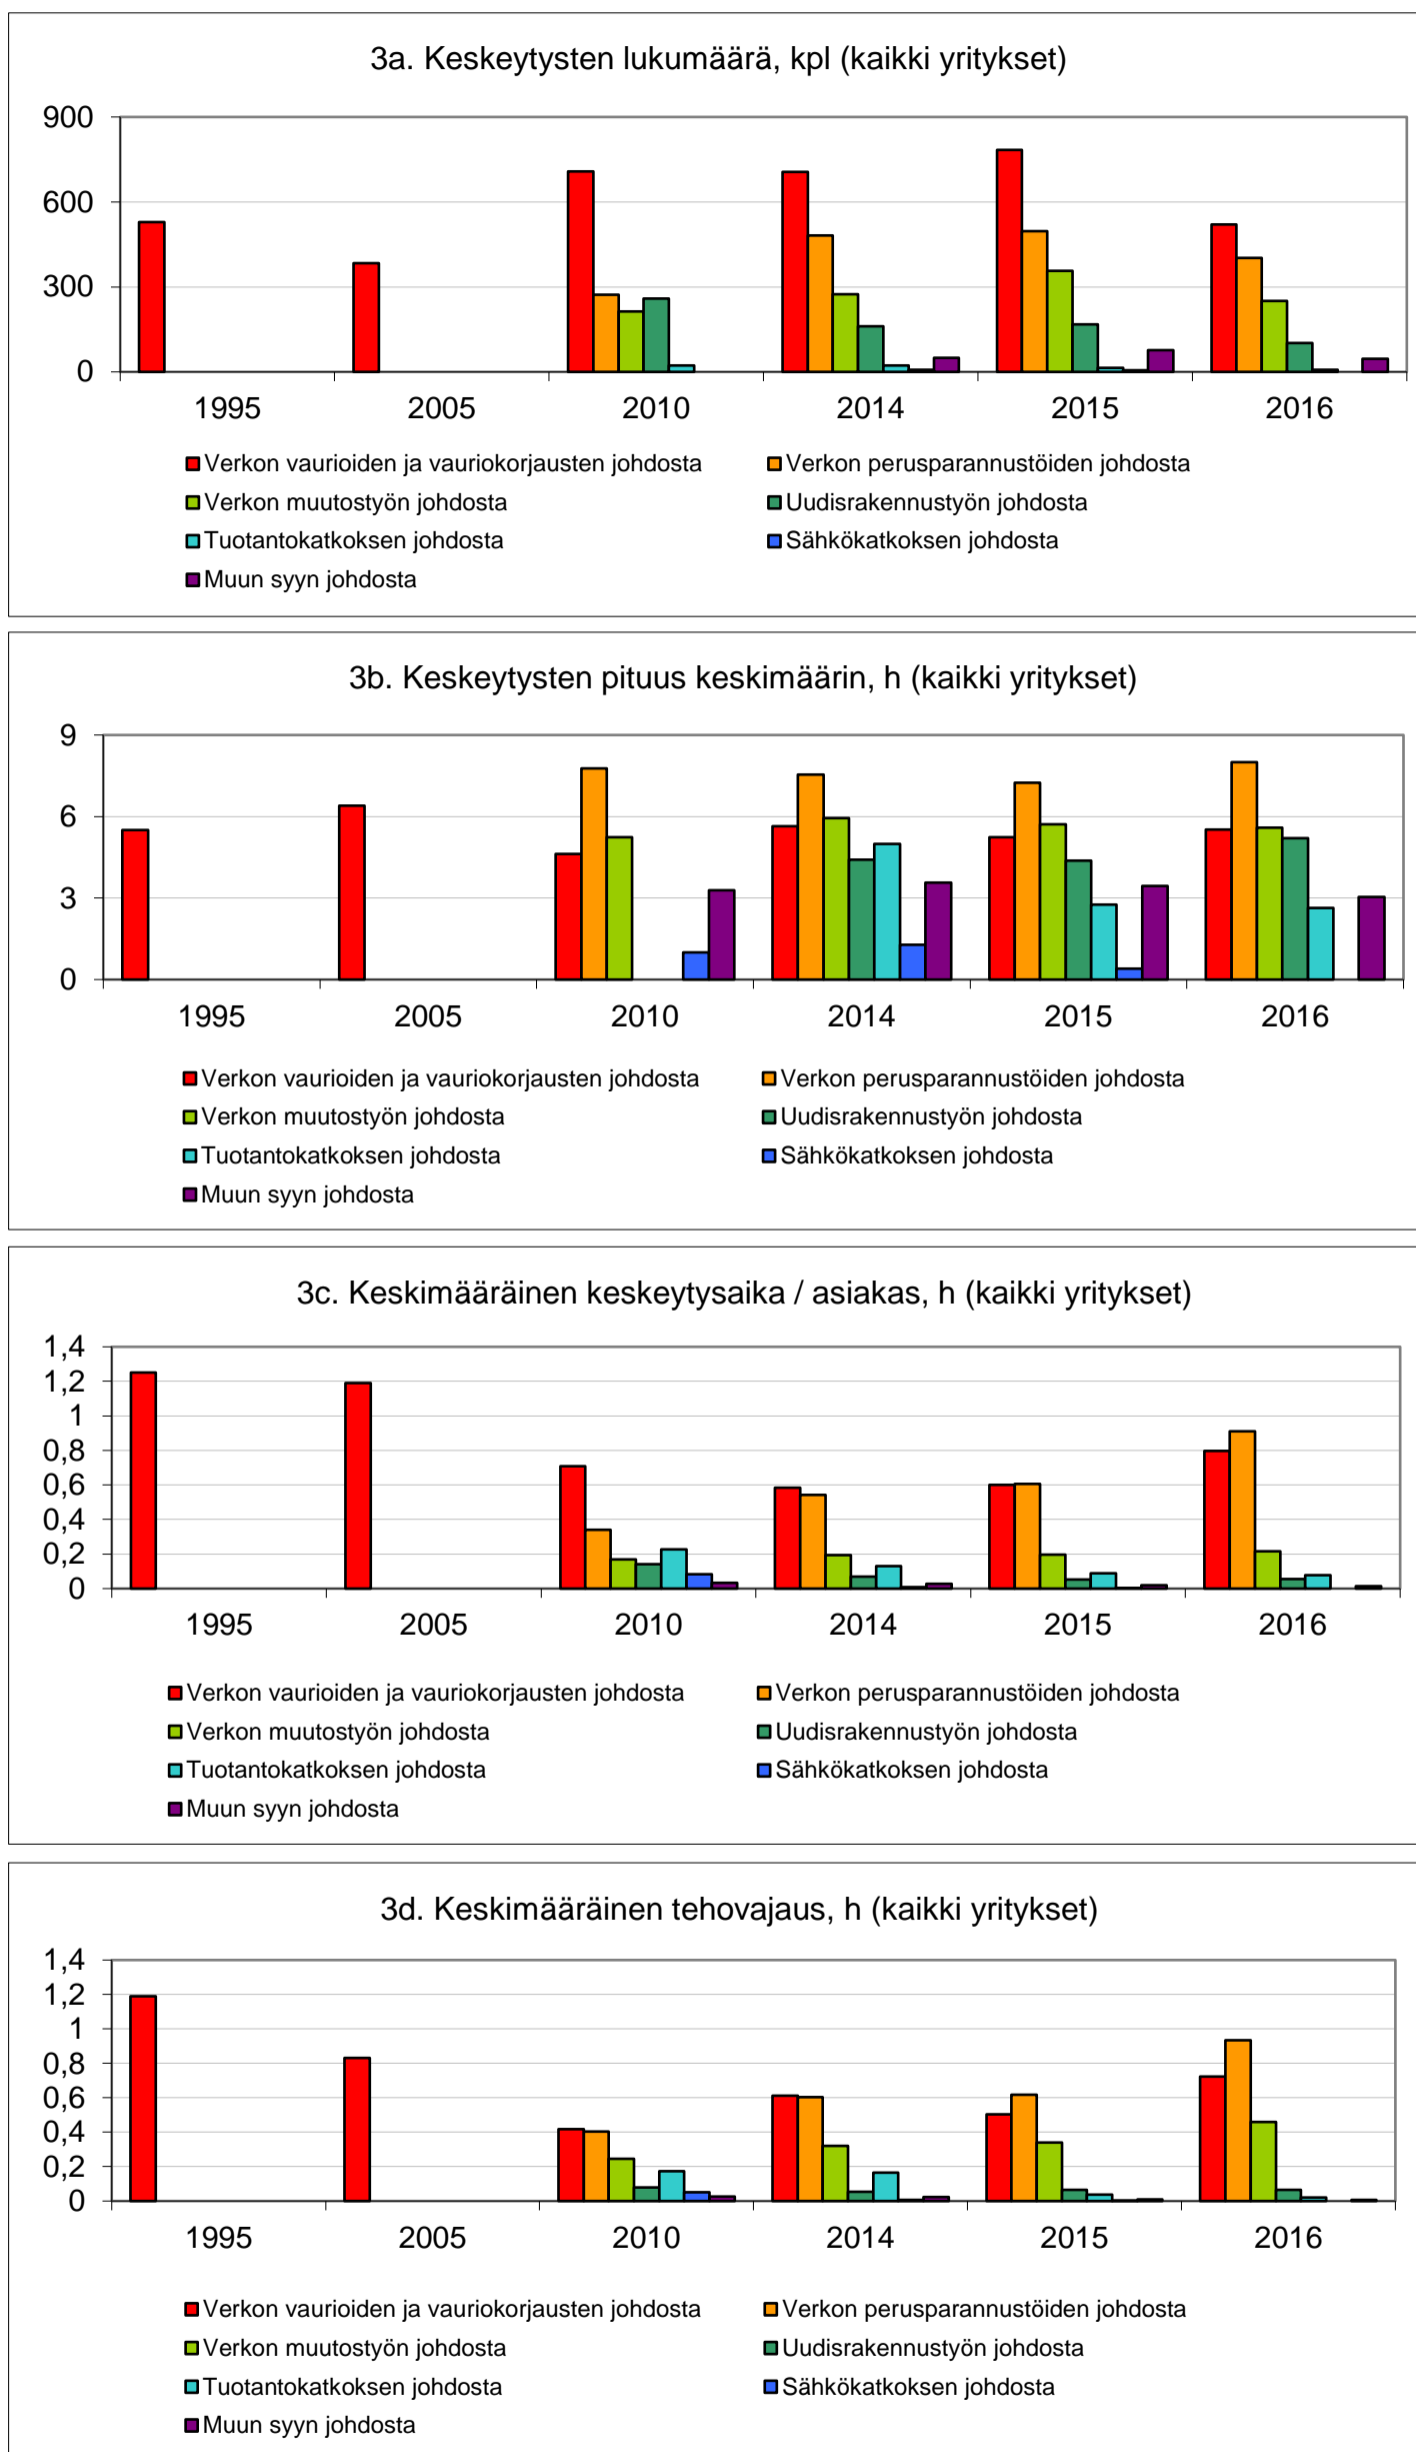 3a. Keskeytysten lukumäärä, kpl (kaikki yritykset)
900
600
300
0
1995 2005 2010 2014 2015 2016
Verkon vaurioiden ja vauriokorjausten johdosta Verkon perusparannustöiden johdosta
Verkon muutostyön johdosta Uudisrakennustyön johdosta
Tuotantokatkoksen johdosta Sähkökatkoksen johdosta
Muun syyn johdosta
3b. Keskeytysten pituus keskimäärin, h (kaikki yritykset)
9
6
3
0
1995 2005 2010 2014 2015 2016
Verkon vaurioiden ja vauriokorjausten johdosta Verkon perusparannustöiden johdosta
Verkon muutostyön johdosta Uudisrakennustyön johdosta
Tuotantokatkoksen johdosta Sähkökatkoksen johdosta
Muun syyn johdosta
3c. Keskimääräinen keskeytysaika / asiakas, h (kaikki yritykset)
1,4
1,2
1
0,8
0,6
0,4
0,2
0
1995 2005 2010 2014 2015 2016
Verkon vaurioiden ja vauriokorjausten johdosta Verkon perusparannustöiden johdosta
Verkon muutostyön johdosta Uudisrakennustyön johdosta
Tuotantokatkoksen johdosta Sähkökatkoksen johdosta
Muun syyn johdosta
3d. Keskimääräinen tehovajaus, h (kaikki yritykset)
1,4
1,2
1
0,8
0,6
0,4
0,2
0
1995 2005 2010 2014 2015 2016
Verkon vaurioiden ja vauriokorjausten johdosta Verkon perusparannustöiden johdosta
Verkon muutostyön johdosta Uudisrakennustyön johdosta
Tuotantokatkoksen johdosta Sähkökatkoksen johdosta
Muun syyn johdosta